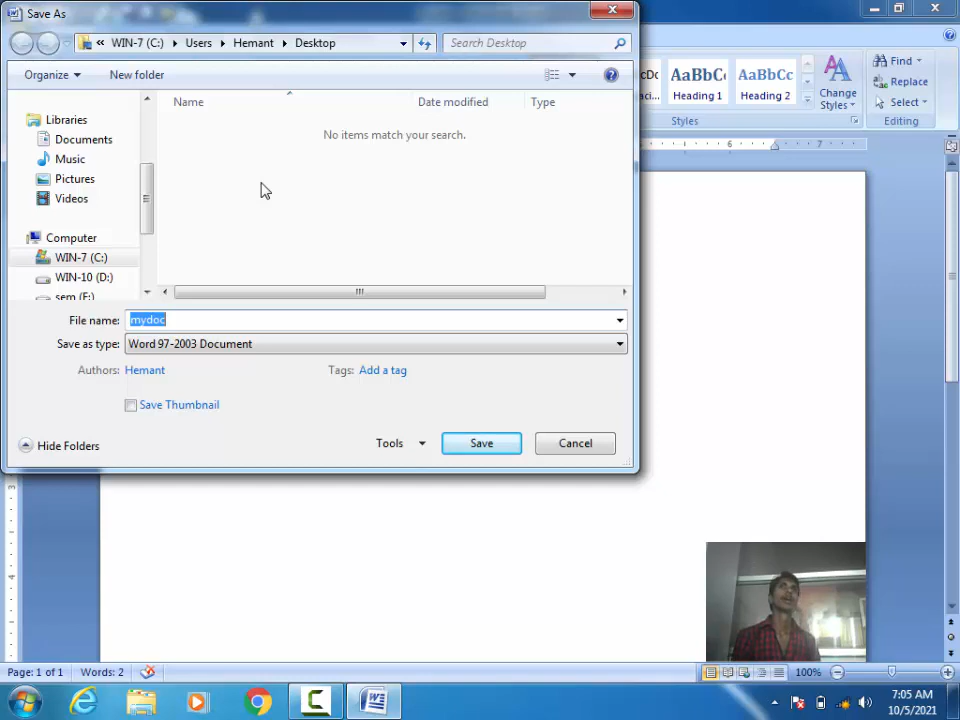 Save As
« WIN-7 (C:) Users Hemant Desktop
Search Desktop
Organize New folder
Name Date modified Type
No items match your search.
Libraries
Documents
Music
Pictures
Videos
Computer
WIN-7 (C:)
WIN-10 (D:)
sem (E:)
File name: mydoc
Save as type: Word 97-2003 Document
Authors: Hemant Tags: Add a tag
Save Thumbnail
Hide Folders Tools Save Cancel
AaBbCc AaBbCc
Heading 1 Heading 2
Change
Styles
Styles
Find
Replace
Select
Editing
6 7
3
4
Page: 1 of 1 Words: 2 100%
7:05 AM
10/5/2021